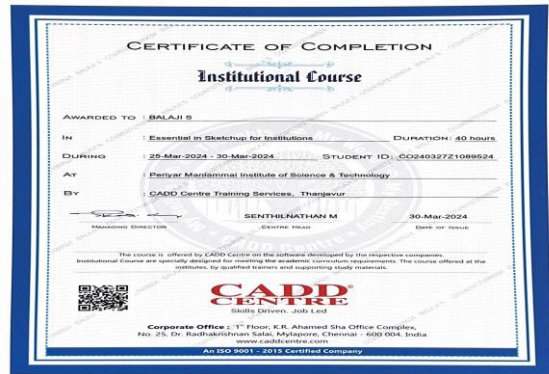 CERTIFICATE OF COMPLETION
Institutional Course
AWARDED TO : BALAJI S
IN : Essential in Sketchup for Institutions DURATION: 40 hours
DURING : 25-Mar-2024 - 30-Mar-2024 STUDENT ID: CO240327Z1089524
AT : Periyar Maniammai Institute of Science & Technology
BY : CADD Centre Training Services, Thanjavur
SENTHILNATHAN M 30-Mar-2024
MANAGING DIRECTOR CENTRE HEAD DATE OF ISSUE
The course is offered by CADD Centre on the software developed by the respective companies.
Institutional Course are specially designed for meeting the academic curriculum requirements. The course offered at the
institutes, by qualified trainers and supporting study materials.
CADD
CENTRE
Skills Driven. Job Led
Corporate Office : 1st Floor, K.R. Ahamed Sha Office Complex,
No. 25, Dr. Radhakrishnan Salai, Mylapore, Chennai - 600 004. India
www.caddcentre.com
An ISO 9001 - 2015 Certified Company